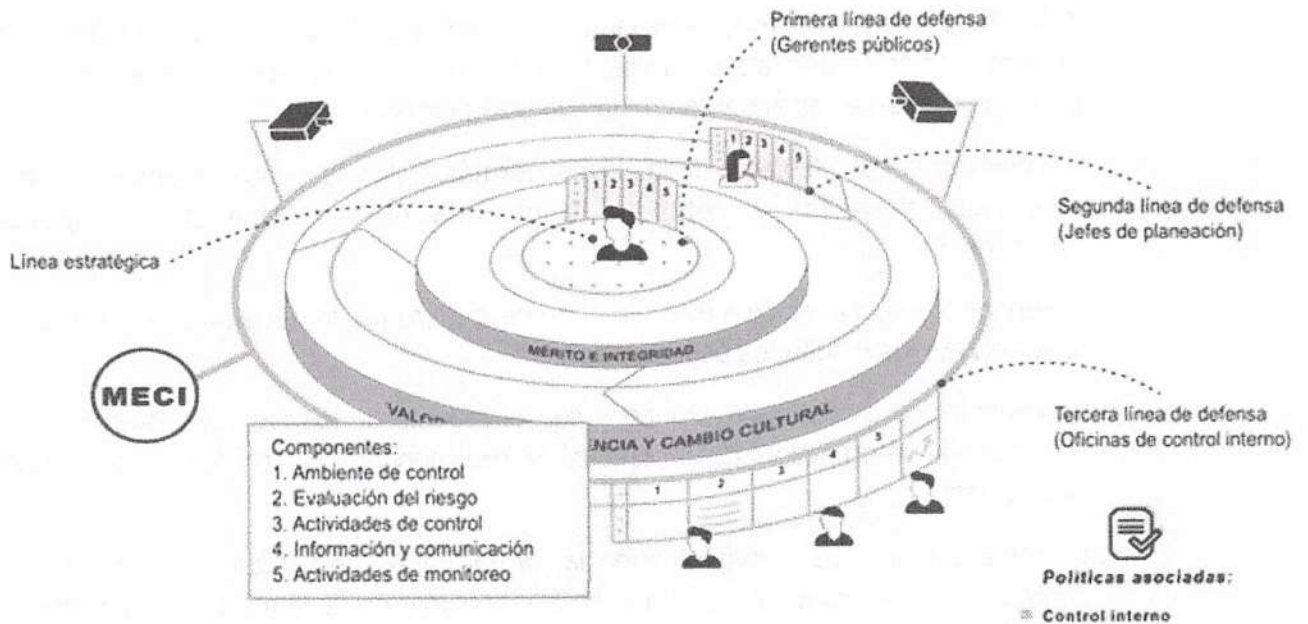 Primera línea de defensa
(Gerentes públicos)
1 2 3 4 5
1 2 3 4 5
Segunda línea de defensa
(Jefes de planeación)
Línea estratégica
MÉRITO E INTEGRIDAD
MECI
VALOR
ENCIA Y CAMBIO CULTURAL
Tercera línea de defensa
(Oficinas de control interno)
Componentes:
1. Ambiente de control
2. Evaluación del riesgo
3. Actividades de control
4. Información y comunicación
5. Actividades de monitoreo
1 2 3 4 5
Políticas asociadas:
Control interno